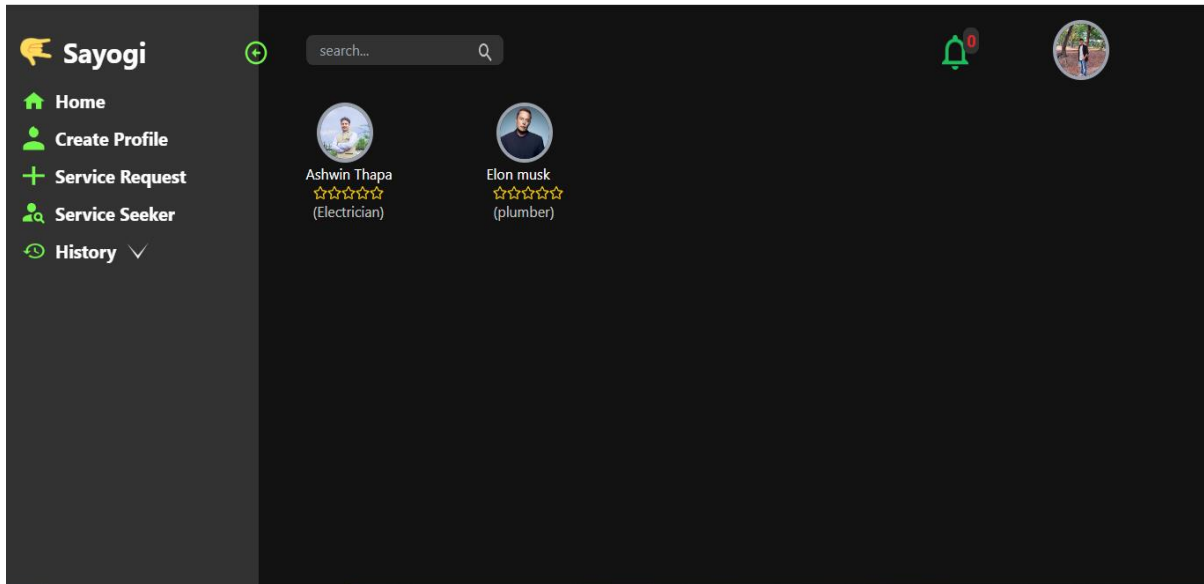 Sayogi
search...
0
Home
Create Profile
Service Request
Service Seeker
History
Ashwin Thapa
(Electrician)
Elon musk
(plumber)